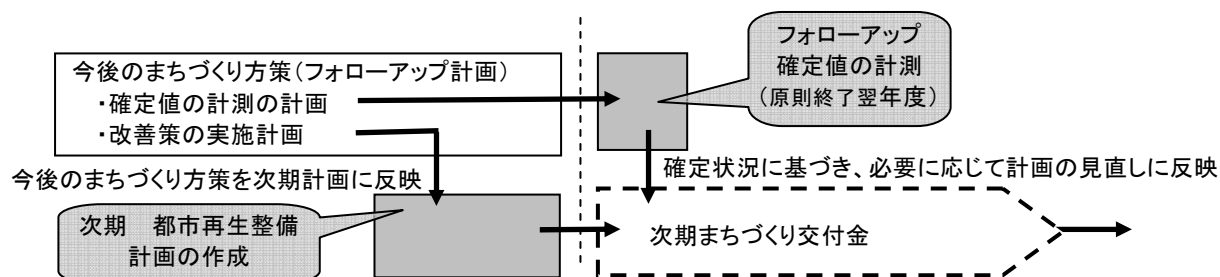 今後のまちづくり方策（フォローアップ計画）
・確定値の計測の計画
・改善策の実施計画
フォローアップ
確定値の計測
（原則終了翌年度）
今後のまちづくり方策を次期計画に反映
確定状況に基づき、必要に応じて計画の見直しに反映
次期　都市再生整備
計画の作成
次期まちづくり交付金